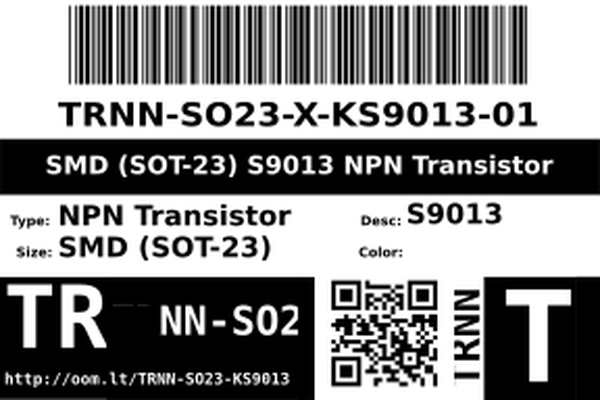 TRNN-SO23-X-KS9013-01
SMD (SOT-23) S9013 NPN Transistor
Type: NPN Transistor
Desc: S9013
Size: SMD (SOT-23)
Color:
TR
NN-S02
http://oom.lt/TRNN-SO23-KS9013
TRNN
T